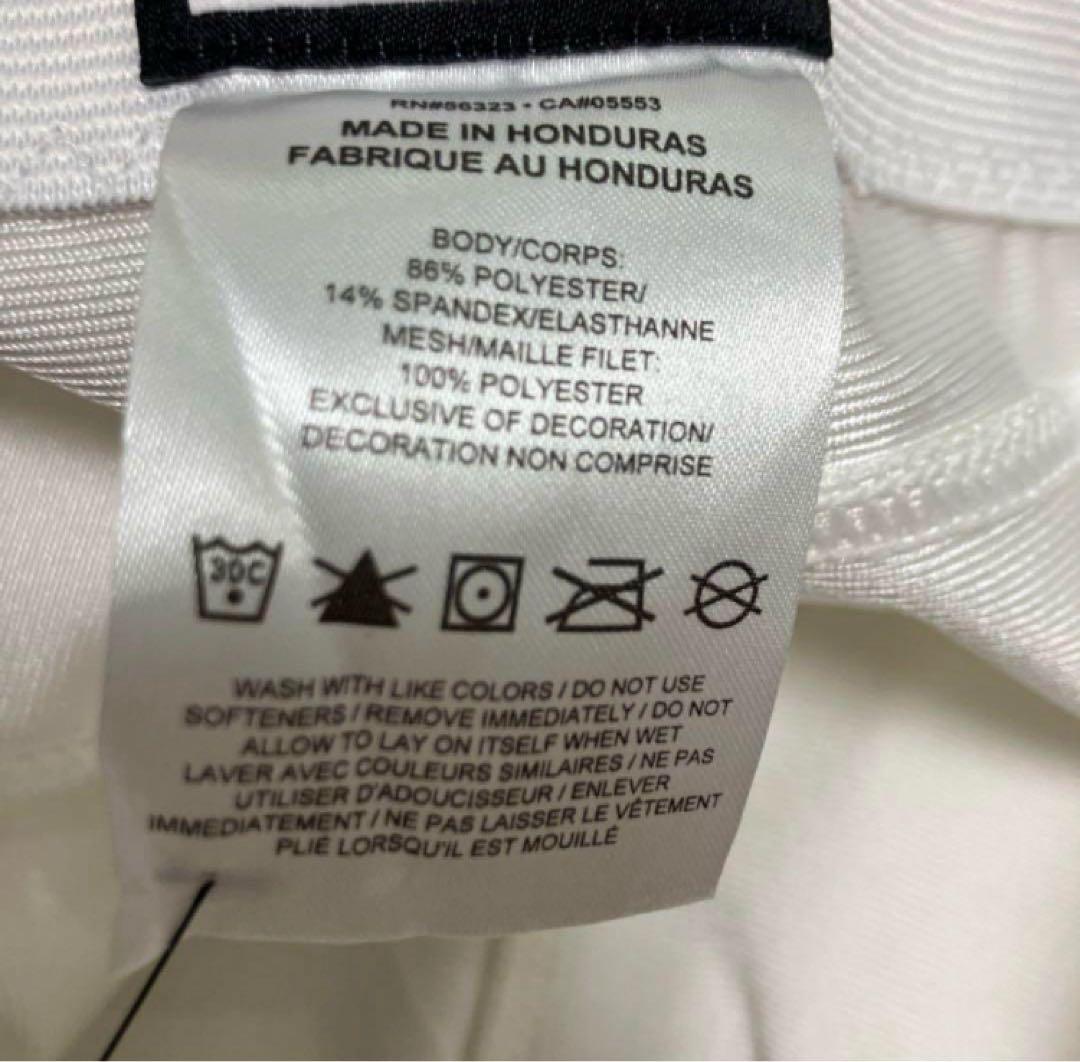 RN#56323 • CA#05553
MADE IN HONDURAS
FABRIQUE AU HONDURAS
BODY/CORPS:
86% POLYESTER/
14% SPANDEX/ELASTHANNE
MESH/MAILLE FILET:
100% POLYESTER
EXCLUSIVE OF DECORATION/
DECORATION NON COMPRISE
30C
WASH WITH LIKE COLORS / DO NOT USE
SOFTENERS / REMOVE IMMEDIATELY / DO NOT
ALLOW TO LAY ON ITSELF WHEN WET
LAVER AVEC COULEURS SIMILAIRES / NE PAS
UTILISER D'ADOUCISSEUR / ENLEVER
IMMEDIATEMENT / NE PAS LAISSER LE VÊTEMENT
PLIÉ LORSQU'IL EST MOUILLÉ